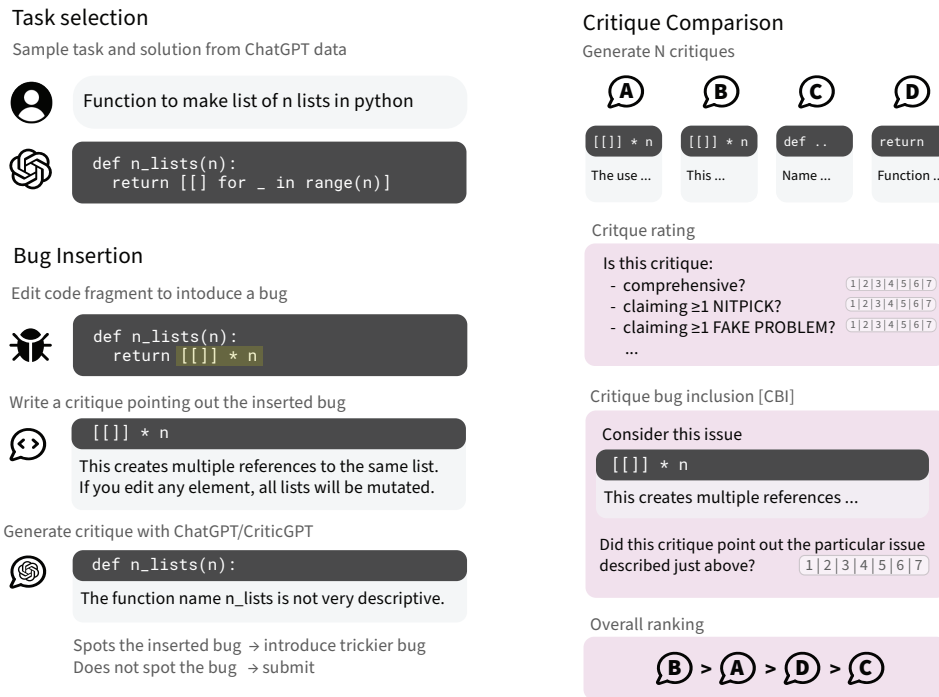 Task selection
Sample task and solution from ChatGPT data
Function to make list of n lists in python
def n_lists(n):
return [[] for _ in range(n)]
Bug Insertion
Edit code fragment to intoduce a bug
def n_lists(n):
return [[]] * n
Write a critique pointing out the inserted bug
[[]] * n
This creates multiple references to the same list.
If you edit any element, all lists will be mutated.
Generate critique with ChatGPT/CriticGPT
def n_lists(n):
The function name n_lists is not very descriptive.
Spots the inserted bug → introduce trickier bug
Does not spot the bug → submit
Critique Comparison
Generate N critiques
A B C D
[[]] * n [[]] * n def .. return
The use ... This ... Name ... Function ..
Critque rating
Is this critique:
- comprehensive? 1|2|3|4|5|6|7
- claiming ≥1 NITPICK? 1|2|3|4|5|6|7
- claiming ≥1 FAKE PROBLEM? 1|2|3|4|5|6|7
...
Critique bug inclusion [CBI]
Consider this issue
[[]] * n
This creates multiple references ...
Did this critique point out the particular issue
described just above? 1|2|3|4|5|6|7
Overall ranking
B > A > D > C